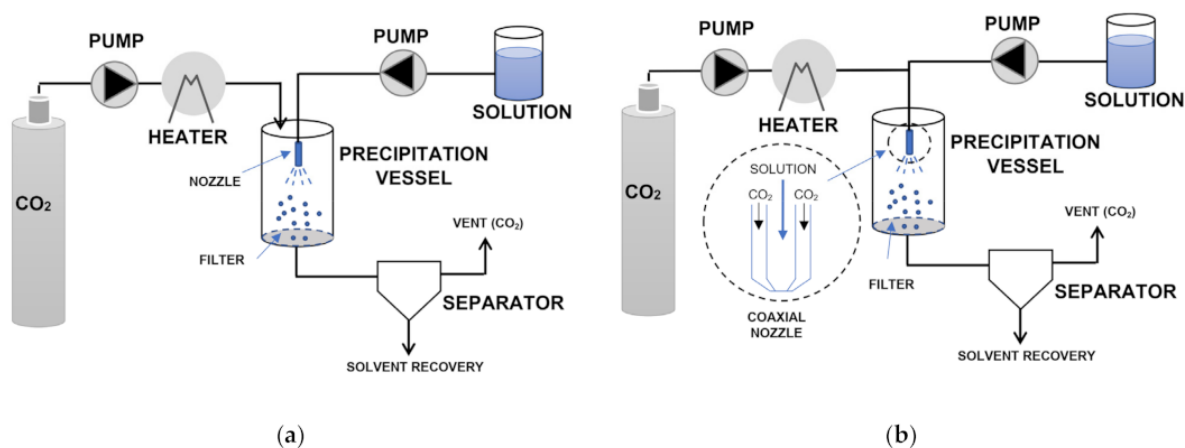 PUMP
PUMP
HEATER
SOLUTION
CO2
NOZZLE
PRECIPITATION
VESSEL
FILTER
VENT (CO2)
SEPARATOR
SOLVENT RECOVERY
(a)
PUMP
PUMP
HEATER
SOLUTION
CO2
PRECIPITATION
VESSEL
SOLUTION
CO2
CO2
FILTER
COAXIAL
NOZZLE
VENT (CO2)
SEPARATOR
SOLVENT RECOVERY
(b)